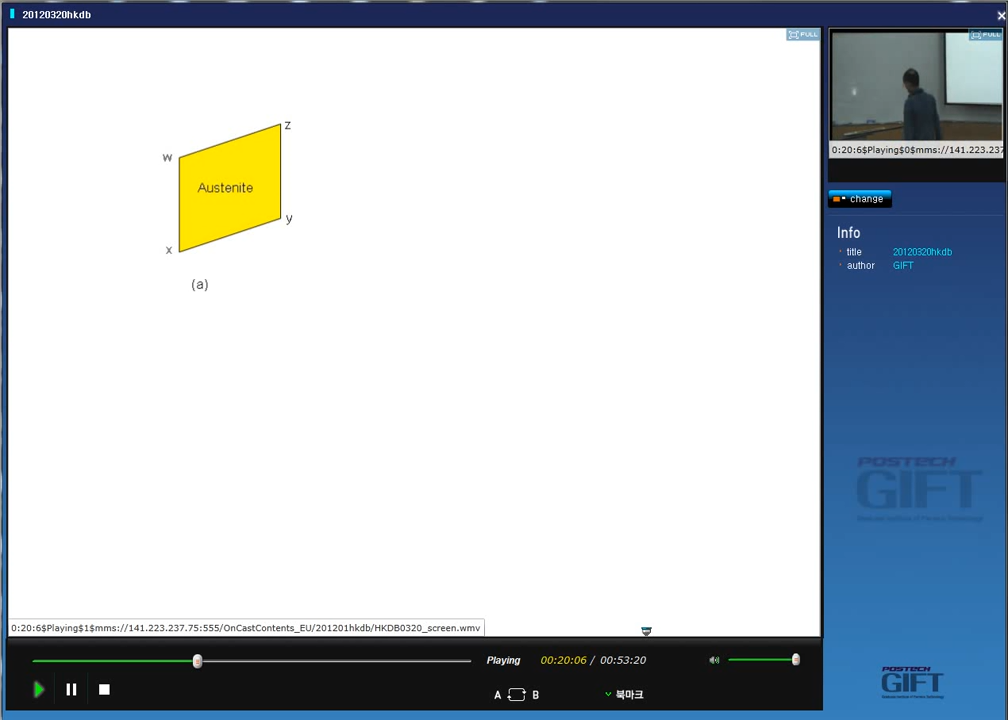 20120320hkdb
FULL
FULL
z
w
Austenite
y
x
(a)
0:20:6$Playing$0$mms://141.223.237
change
Info
title 20120320hkdb
author GIFT
POSTECH
GIFT
0:20:6$Playing$1$mms://141.223.237.75:555/OnCastContents_EU/201201hkdb/HKDB0320_screen.wmv
Playing 00:20:06 / 00:53:20
A B 북마크
POSTECH
GIFT